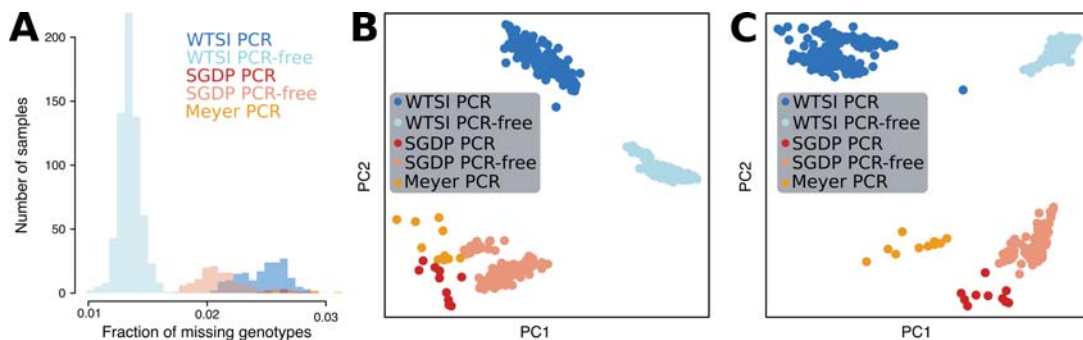 A
Number of samples
200
150
100
50
0
0.01
0.02
0.03
Fraction of missing genotypes
WTSI PCR
WTSI PCR-free
SGDP PCR
SGDP PCR-free
Meyer PCR
B
PC2
WTSI PCR
WTSI PCR-free
SGDP PCR
SGDP PCR-free
Meyer PCR
PC1
C
PC2
WTSI PCR
WTSI PCR-free
SGDP PCR
SGDP PCR-free
Meyer PCR
PC1